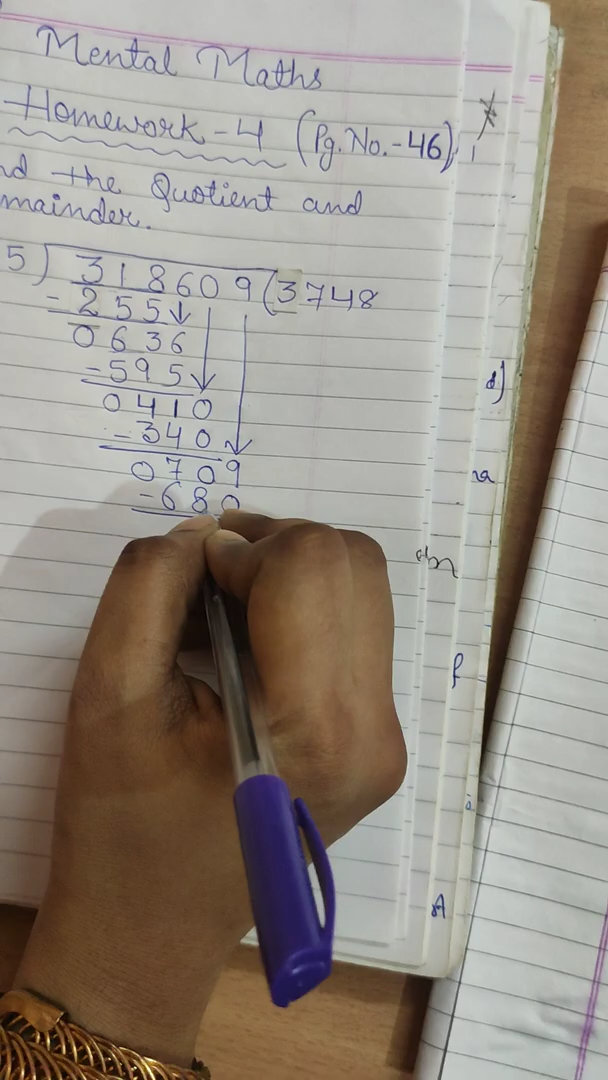 Mental Maths
Homework-4 (Pg. No.-46)
nd the Quotient and
mainder.
5) 318609 (3748
-255↓
0636
-595
0410
-340
0709
-680